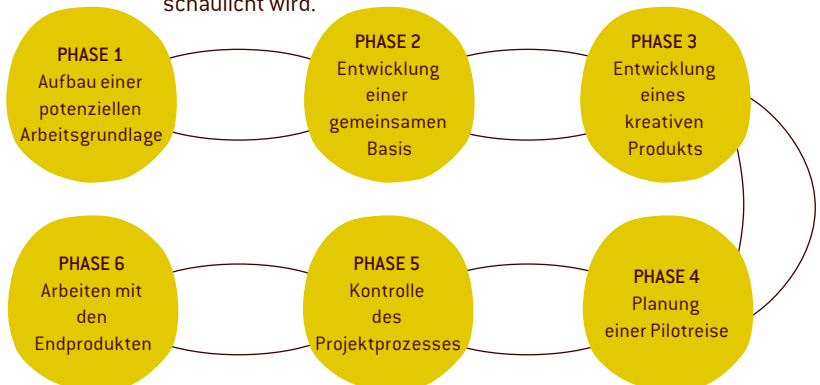 schaulicht wird.
PHASE 1
Aufbau einer
potenziellen
Arbeitsgrundlage
PHASE 2
Entwicklung
einer
gemeinsamen
Basis
PHASE 3
Entwicklung
eines
kreativen
Produkts
PHASE 4
Planung
einer Pilotreise
PHASE 5
Kontrolle
des
Projektprozesses
PHASE 6
Arbeiten mit
den
Endprodukten